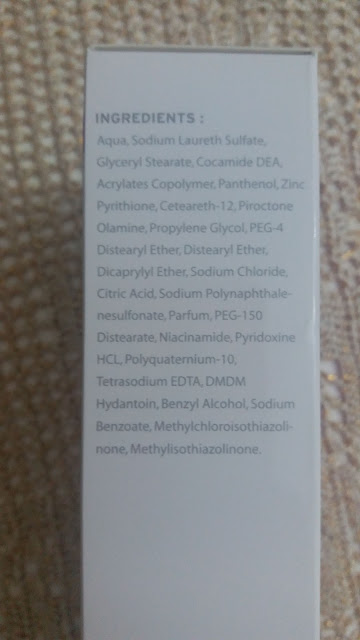 INGREDIENTS :
Aqua, Sodium Laureth Sulfate,
Glyceryl Stearate, Cocamide DEA,
Acrylates Copolymer, Panthenol, Zinc
Pyrithione, Ceteareth-12, Piroctone
Olamine, Propylene Glycol, PEG-4
Distearyl Ether, Distearyl Ether,
Dicaprylyl Ether, Sodium Chloride,
Citric Acid, Sodium Polynaphthale-
nesulfonate, Parfum, PEG-150
Distearate, Niacinamide, Pyridoxine
HCL, Polyquaternium-10,
Tetrasodium EDTA, DMDM
Hydantoin, Benzyl Alcohol, Sodium
Benzoate, Methylchloroisothiazoli-
none, Methylisothiazolinone.